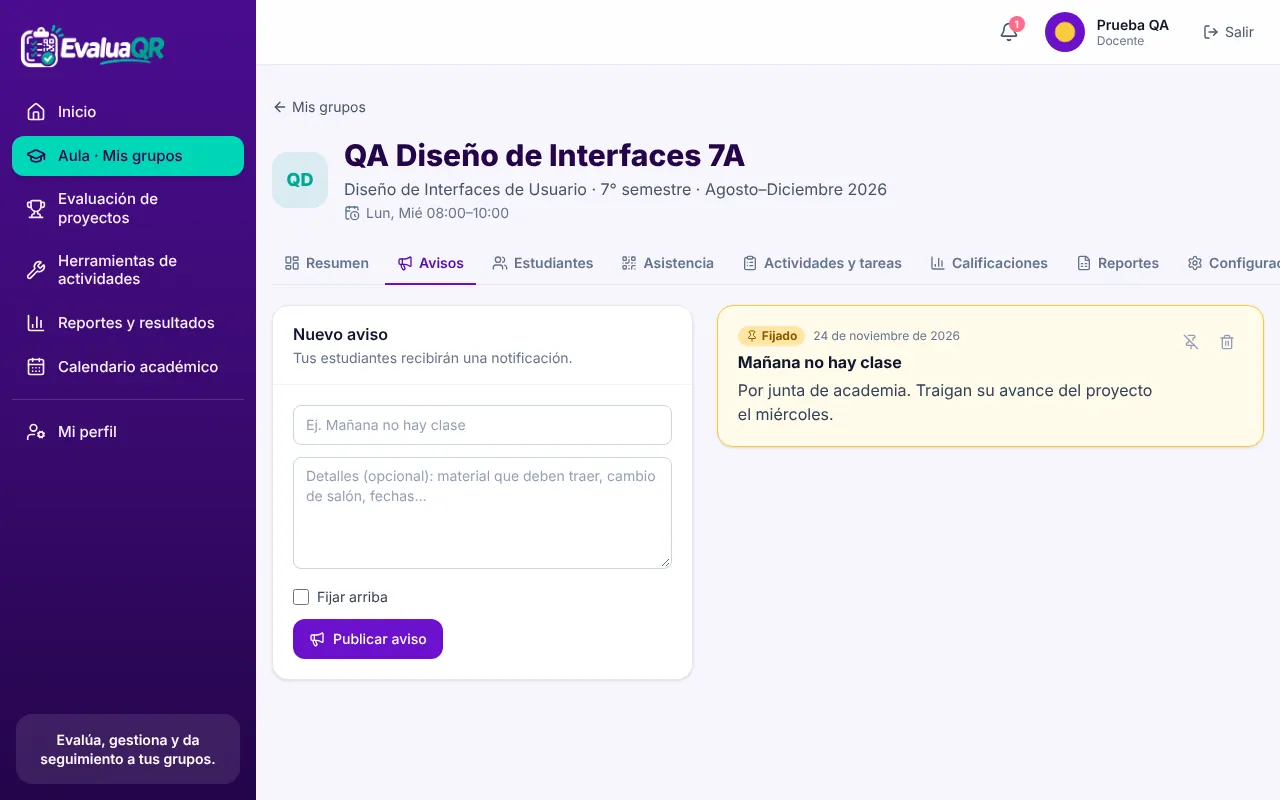 EvaluaQR
Inicio
Aula · Mis grupos
Evaluación de
proyectos
Herramientas de
actividades
Reportes y resultados
Calendario académico
Mi perfil
Evalúa, gestiona y da
seguimiento a tus grupos.
1
Prueba QA
Docente
Salir
Mis grupos
QD
QA Diseño de Interfaces 7A
Diseño de Interfaces de Usuario · 7° semestre · Agosto–Diciembre 2026
Lun, Mié 08:00–10:00
Resumen Avisos Estudiantes Asistencia Actividades y tareas Calificaciones Reportes Configurac
Nuevo aviso
Tus estudiantes recibirán una notificación.
Ej. Mañana no hay clase
Detalles (opcional): material que deben traer, cambio
de salón, fechas...
Fijar arriba
Publicar aviso
Fijado 24 de noviembre de 2026
Mañana no hay clase
Por junta de academia. Traigan su avance del proyecto
el miércoles.